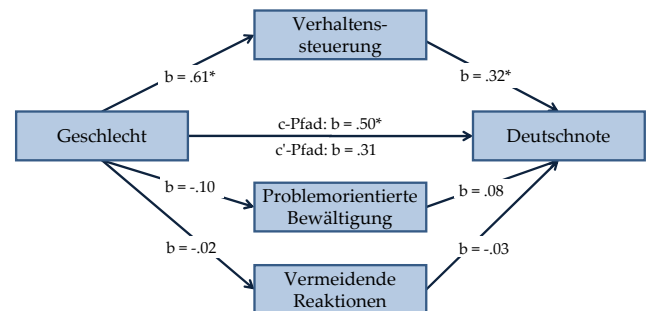 Verhaltens-
steuerung
b = .61*
b = .32*
Geschlecht
c-Pfad: b = .50*
c'-Pfad: b = .31
Deutschnote
b = -.10
Problemorientierte
Bewältigung
b = .08
b = -.02
b = -.03
Vermeidende
Reaktionen